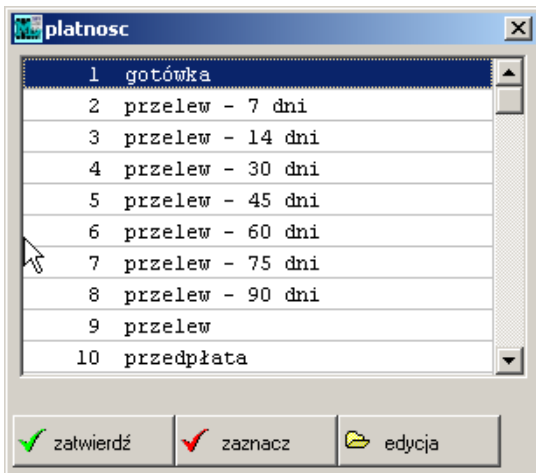 platnosc
1 gotówka
2 przelew - 7 dni
3 przelew - 14 dni
4 przelew - 30 dni
5 przelew - 45 dni
6 przelew - 60 dni
7 przelew - 75 dni
8 przelew - 90 dni
9 przelew
10 przedpłata
zatwierdź zaznacz edycja